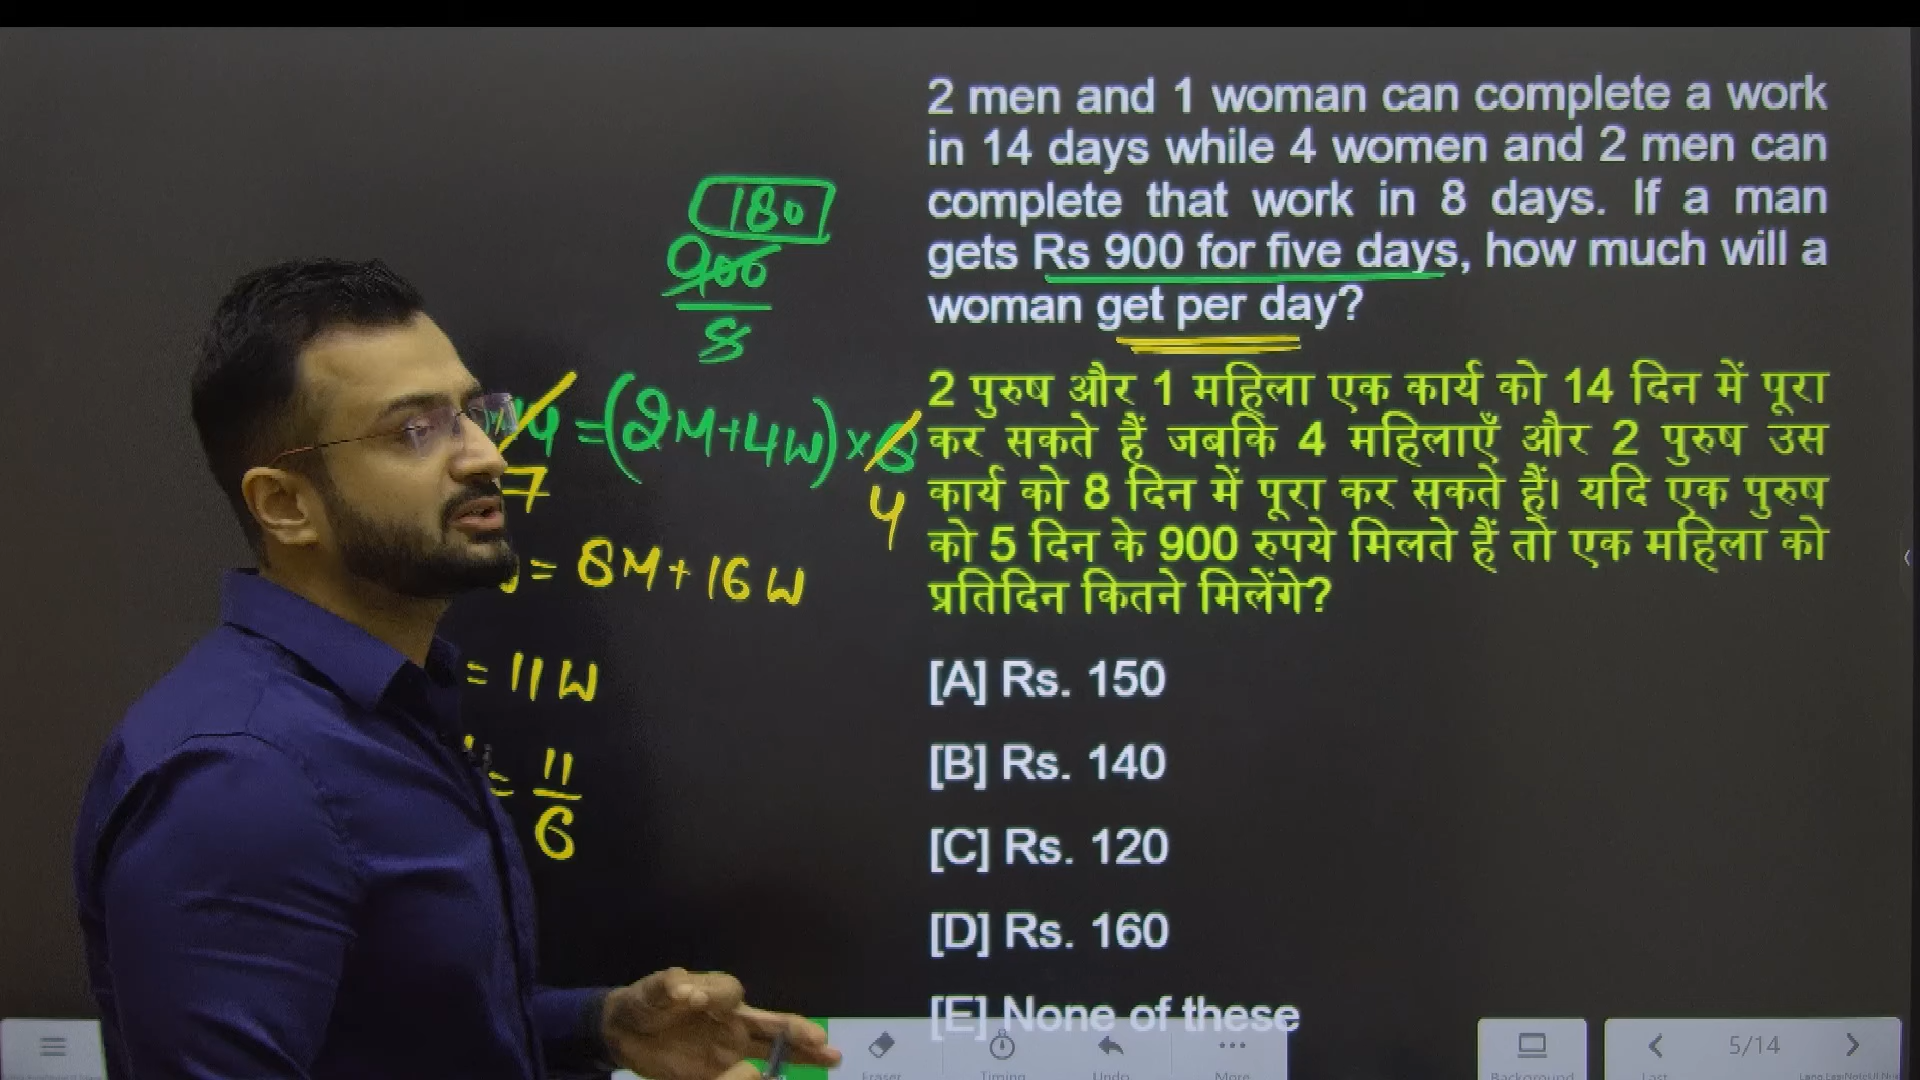 2 men and 1 woman can complete a work
in 14 days while 4 women and 2 men can
complete that work in 8 days. If a man
gets Rs 900 for five days, how much will a
woman get per day?
2 पुरुष और 1 महिला एक कार्य को 14 दिन में पूरा
कर सकते हैं जबकि 4 महिलाएँ और 2 पुरुष उस
कार्य को 8 दिन में पूरा कर सकते हैं। यदि एक पुरुष
को 5 दिन के 900 रुपये मिलते हैं तो एक महिला को
प्रतिदिन कितने मिलेंगे?
[A] Rs. 150
[B] Rs. 140
[C] Rs. 120
[D] Rs. 160
[E] None of these
180
900
4 = (2M+4W) × 8
7
4
= 8M + 16W
= 11W
= 11
6
Eraser
Timing
Undo
More
Background
Last
5/14